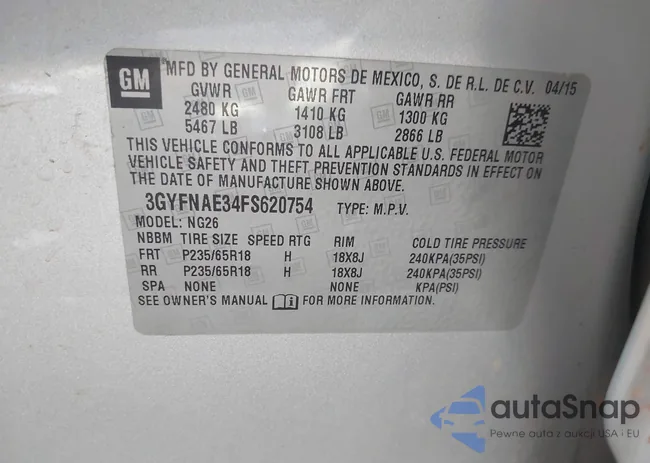 GM
MFD BY GENERAL MOTORS DE MEXICO, S. DE R.L. DE C.V. 04/15
GVWR GAWR FRT GAWR RR
2480 KG 1410 KG 1300 KG
5467 LB 3108 LB 2866 LB
THIS VEHICLE CONFORMS TO ALL APPLICABLE U.S. FEDERAL MOTOR
VEHICLE SAFETY AND THEFT PREVENTION STANDARDS IN EFFECT ON
THE DATE OF MANUFACTURE SHOWN ABOVE.
3GYFNAE34FS620754 TYPE: M.P.V.
MODEL: NG26
NBBM TIRE SIZE SPEED RTG RIM COLD TIRE PRESSURE
FRT P235/65R18 H 18X8J 240KPA(35PSI)
RR P235/65R18 H 18X8J 240KPA(35PSI)
SPA NONE NONE KPA(PSI)
SEE OWNER'S MANUAL FOR MORE INFORMATION.
autoSnap
Pewne auta z aukcji USA • EU